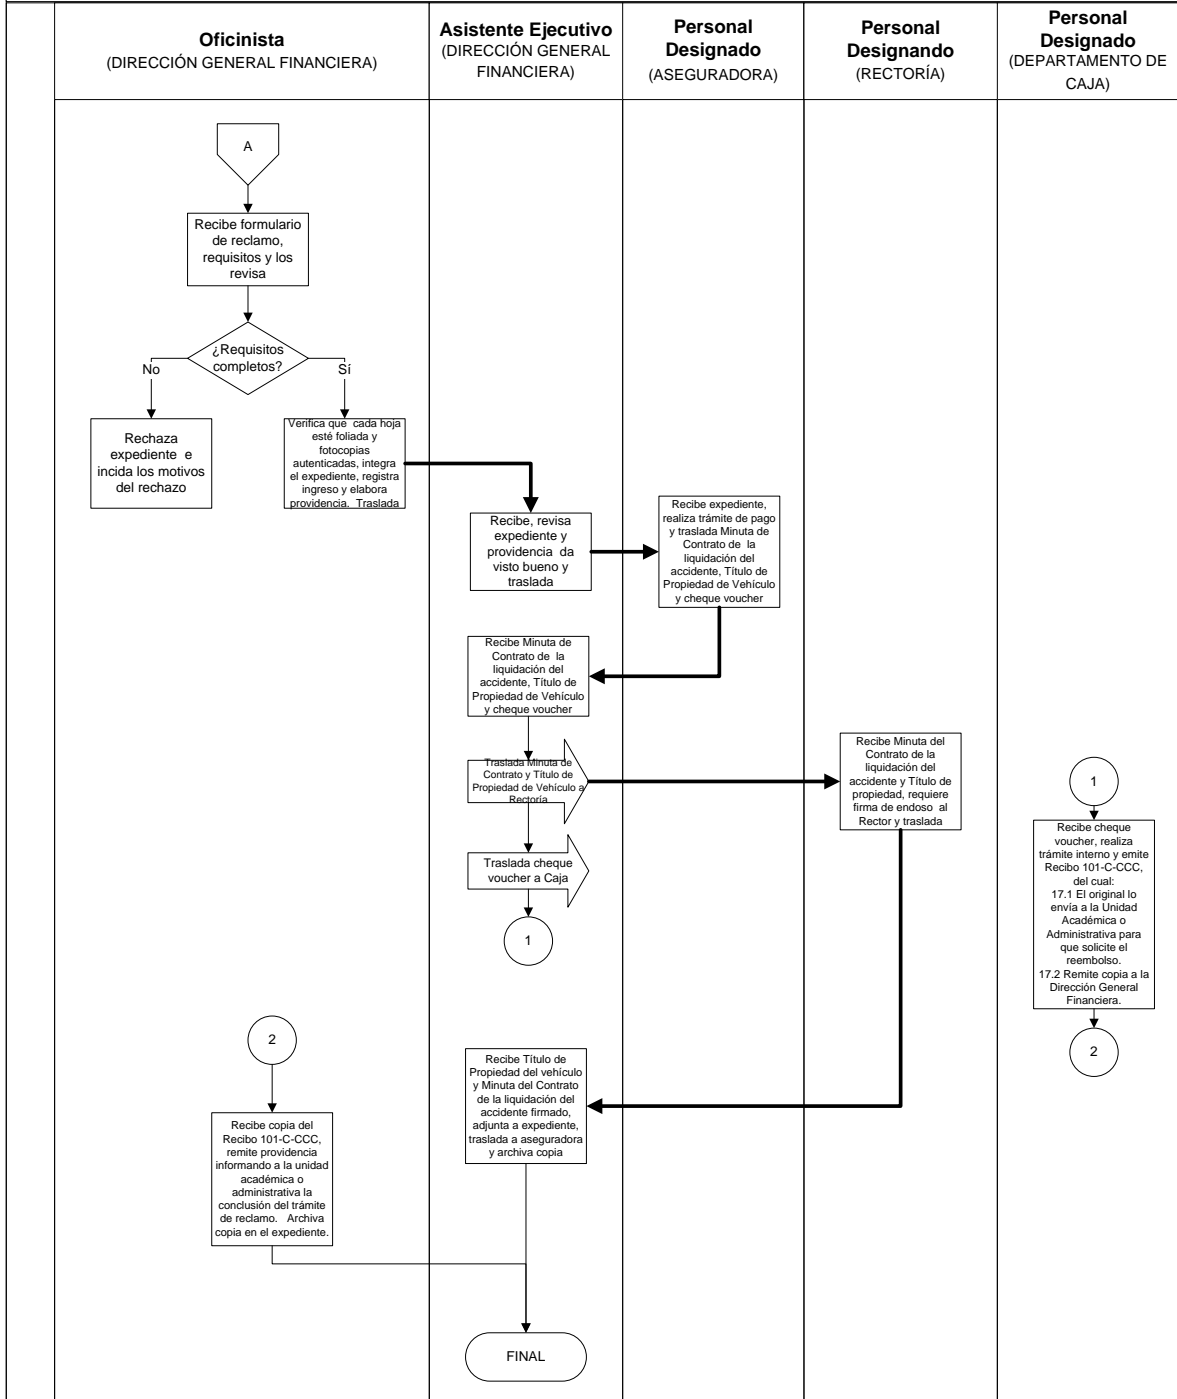 Oficinista
(DIRECCIÓN GENERAL FINANCIERA)
Asistente Ejecutivo
(DIRECCIÓN GENERAL
FINANCIERA)
Personal
Designado
(ASEGURADORA)
Personal
Designando
(RECTORÍA)
Personal
Designado
(DEPARTAMENTO DE
CAJA)
A
Recibe formulario
de reclamo,
requisitos y los
revisa
¿Requisitos
completos?
No
Sí
Rechaza
expediente e
incida los motivos
del rechazo
Verifica que cada hoja
esté foliada y
fotocopias
autenticadas, integra
el expediente, registra
ingreso y elabora
providencia. Traslada
Recibe, revisa
expediente y
providencia da
visto bueno y
traslada
Recibe expediente,
realiza trámite de pago
y traslada Minuta de
Contrato de la
liquidación del
accidente, Título de
Propiedad de Vehículo
y cheque voucher
Recibe Minuta de
Contrato de la
liquidación del
accidente, Título de
Propiedad de Vehículo
y cheque voucher
Traslada Minuta de
Contrato y Título de
Propiedad de Vehículo a
Rectoría
Recibe Minuta del
Contrato de la
liquidación del
accidente y Título de
propiedad, requiere
firma de endoso al
Rector y traslada
Traslada cheque
voucher a Caja
1
1
Recibe cheque
voucher, realiza
trámite interno y emite
Recibo 101-C-CCC,
del cual:
17.1 El original lo
envía a la Unidad
Académica o
Administrativa para
que solicite el
reembolso.
17.2 Remite copia a la
Dirección General
Financiera.
2
2
Recibe copia del
Recibo 101-C-CCC,
remite providencia
informando a la unidad
académica o
administrativa la
conclusión del trámite
de reclamo. Archiva
copia en el expediente.
Recibe Título de
Propiedad del vehículo
y Minuta del Contrato
de la liquidación del
accidente firmado,
adjunta a expediente,
traslada a aseguradora
y archiva copia
FINAL